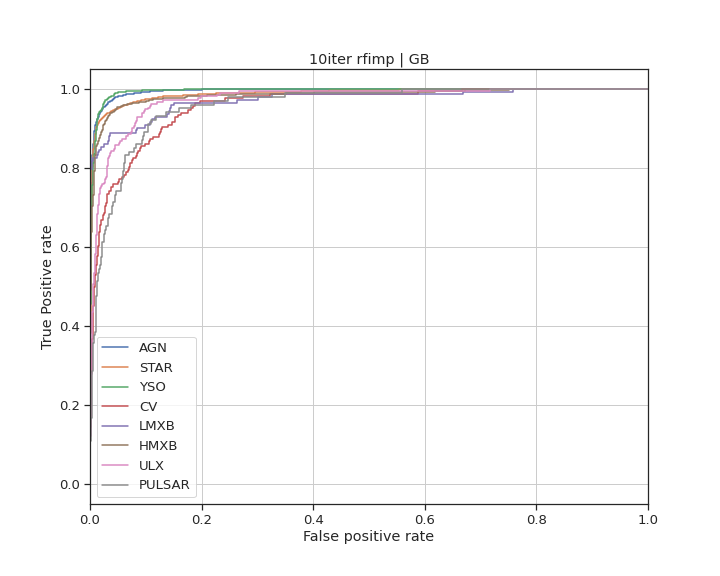 10iter rfimp | GB
1.0
0.8
0.6
0.4
0.2
0.0
True Positive rate
AGN
STAR
YSO
CV
LMXB
HMXB
ULX
PULSAR
0.0 0.2 0.4 0.6 0.8 1.0
False positive rate